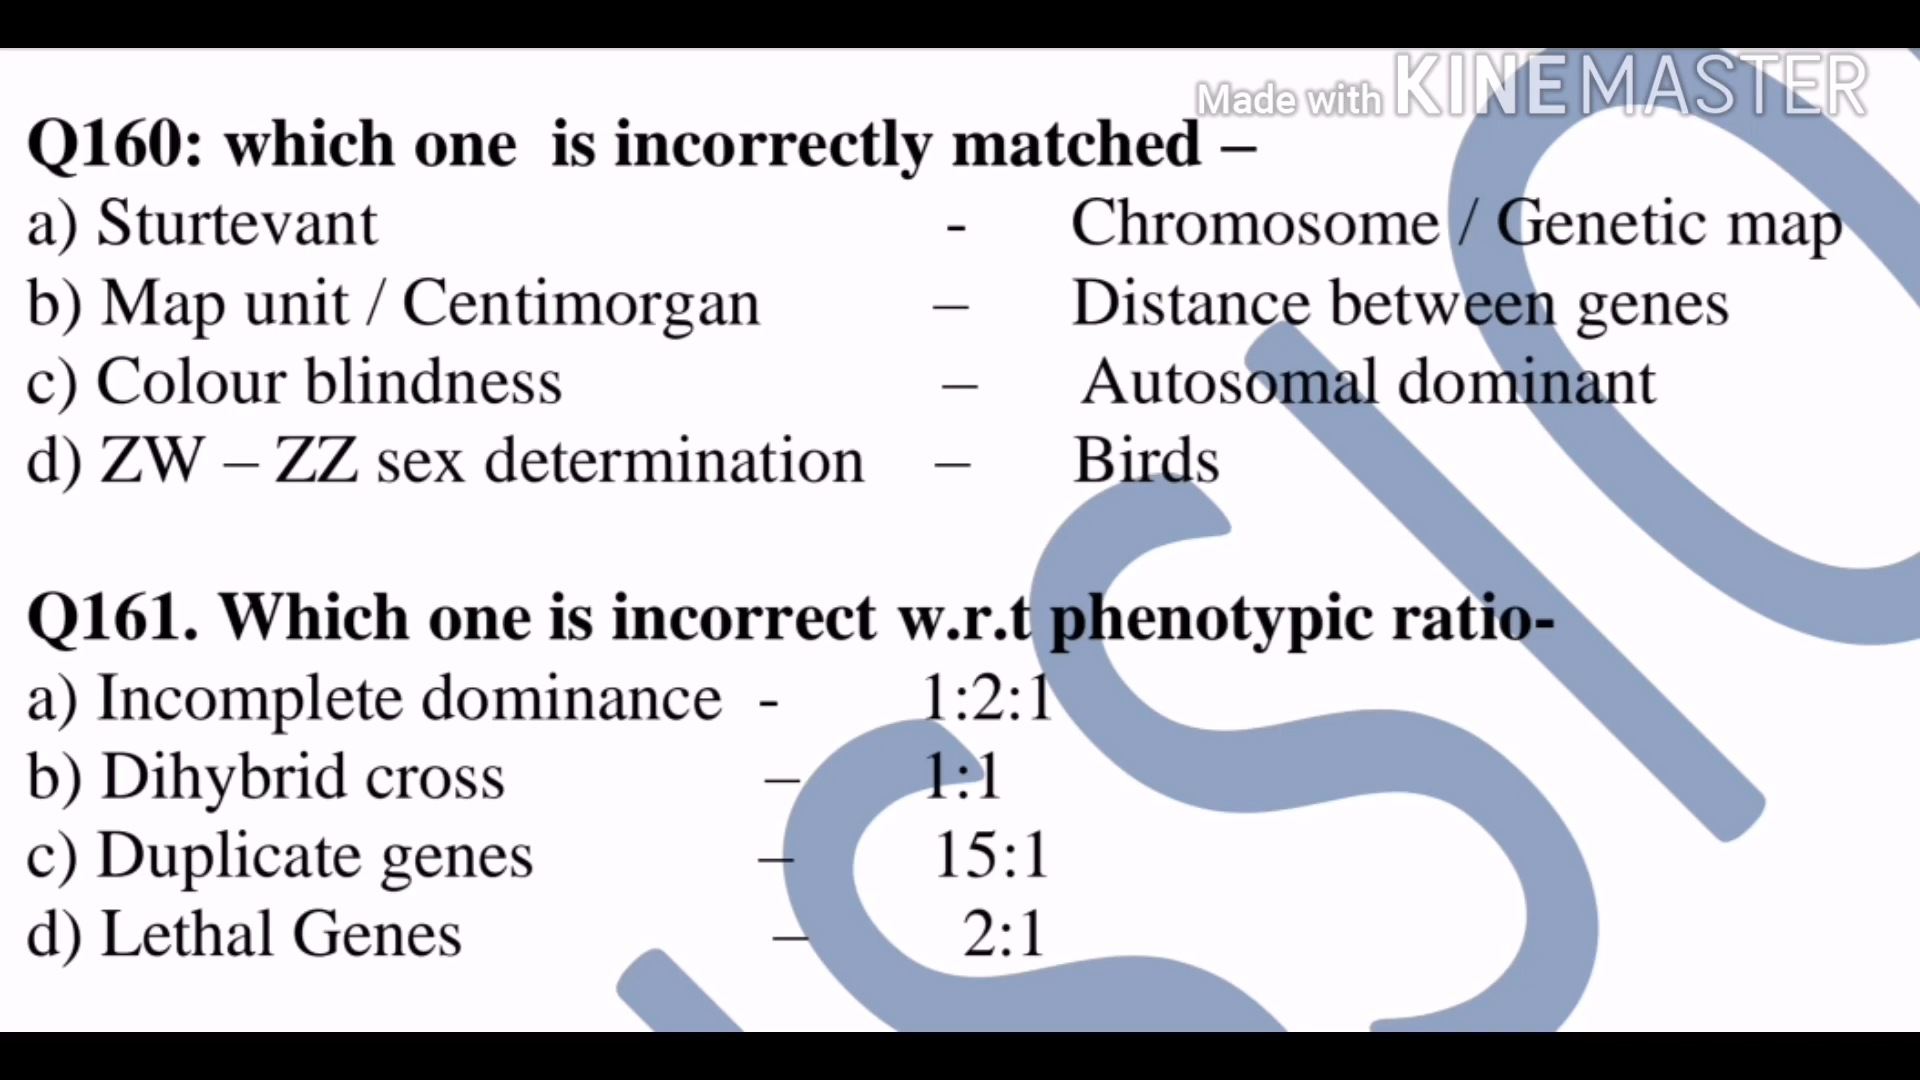 Made with KINEMASTER
Q160: which one is incorrectly matched –
a) Sturtevant - Chromosome / Genetic map
b) Map unit / Centimorgan – Distance between genes
c) Colour blindness – Autosomal dominant
d) ZW – ZZ sex determination – Birds
Q161. Which one is incorrect w.r.t phenotypic ratio-
a) Incomplete dominance - 1:2:1
b) Dihybrid cross – 1:1
c) Duplicate genes – 15:1
d) Lethal Genes – 2:1